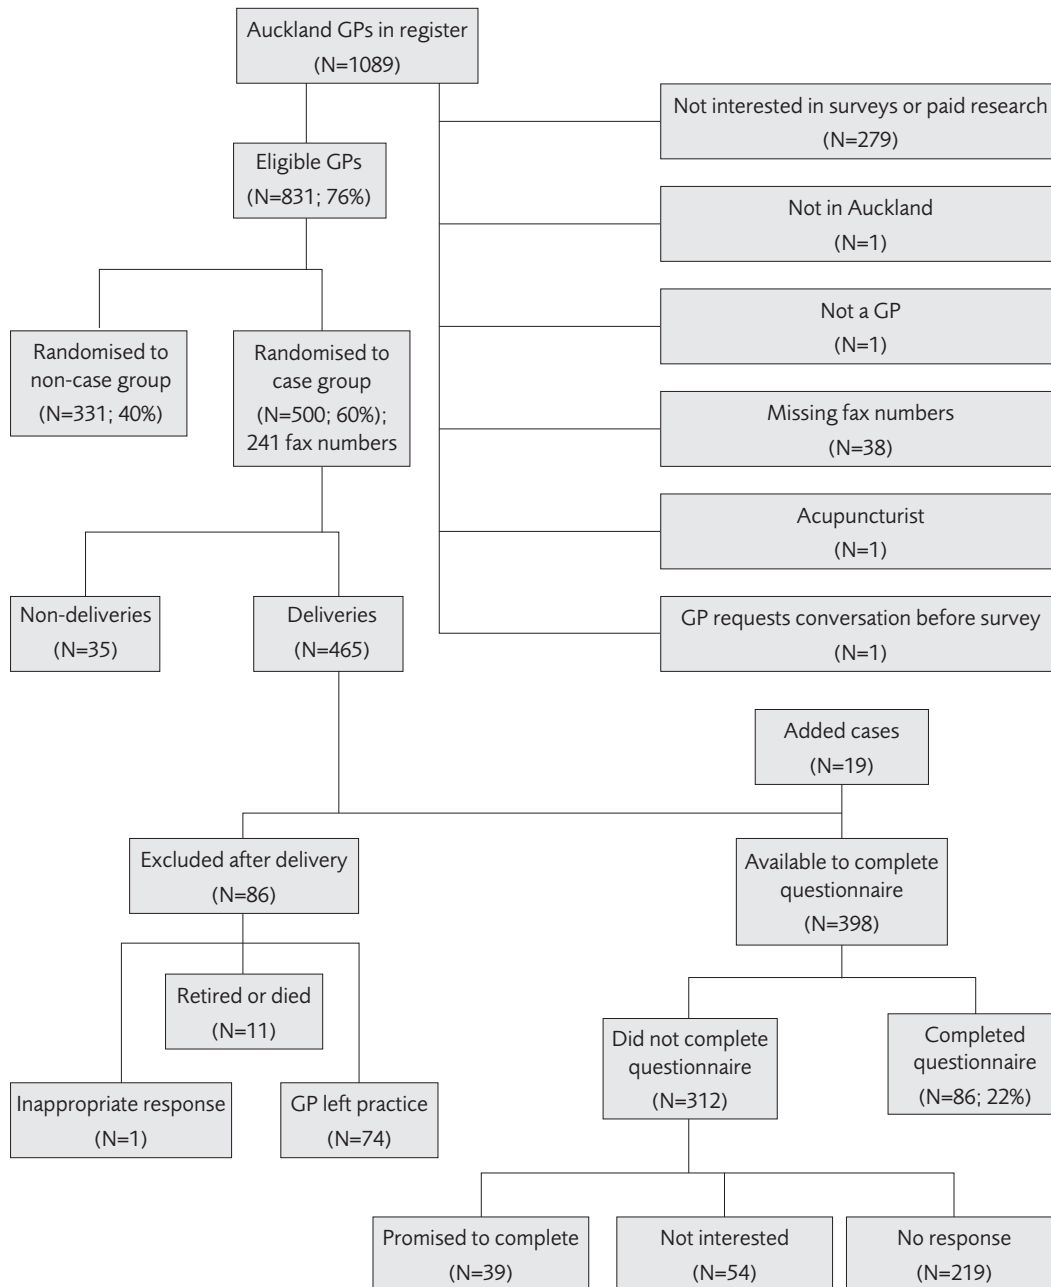 Auckland GPs in register
(N=1089)
Not interested in surveys or paid research
(N=279)
Eligible GPs
(N=831; 76%)
Not in Auckland
(N=1)
Not a GP
(N=1)
Randomised to
non-case group
(N=331; 40%)
Randomised to
case group
(N=500; 60%);
241 fax numbers
Missing fax numbers
(N=38)
Acupuncturist
(N=1)
Non-deliveries
(N=35)
Deliveries
(N=465)
GP requests conversation before survey
(N=1)
Added cases
(N=19)
Excluded after delivery
(N=86)
Available to complete
questionnaire
(N=398)
Retired or died
(N=11)
Did not complete
questionnaire
(N=312)
Completed
questionnaire
(N=86; 22%)
Inappropriate response
(N=1)
GP left practice
(N=74)
Promised to complete
(N=39)
Not interested
(N=54)
No response
(N=219)